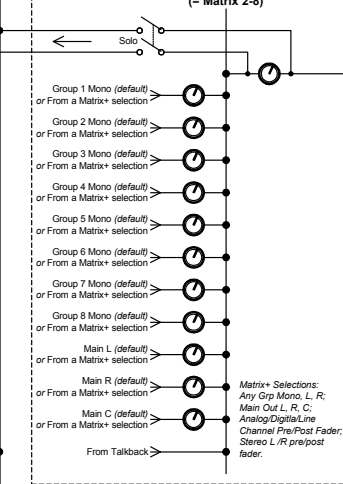 (= Matrix 2-8)
Solo
Group 1 Mono (default)
or From a Matrix+ selection
Group 2 Mono (default)
or From a Matrix+ selection
Group 3 Mono (default)
or From a Matrix+ selection
Group 4 Mono (default)
or From a Matrix+ selection
Group 5 Mono (default)
or From a Matrix+ selection
Group 6 Mono (default)
or From a Matrix+ selection
Group 7 Mono (default)
or From a Matrix+ selection
Group 8 Mono (default)
or From a Matrix+ selection
Main L (default)
or From a Matrix+ selection
Main R (default)
or From a Matrix+ selection
Main C (default)
or From a Matrix+ selection
From Talkback
Matrix+ Selections:
Any Grp Mono, L, R;
Main Out L, R, C;
Analog/Digitla/Line
Channel Pre/Post Fader;
Stereo L /R pre/post
fader.